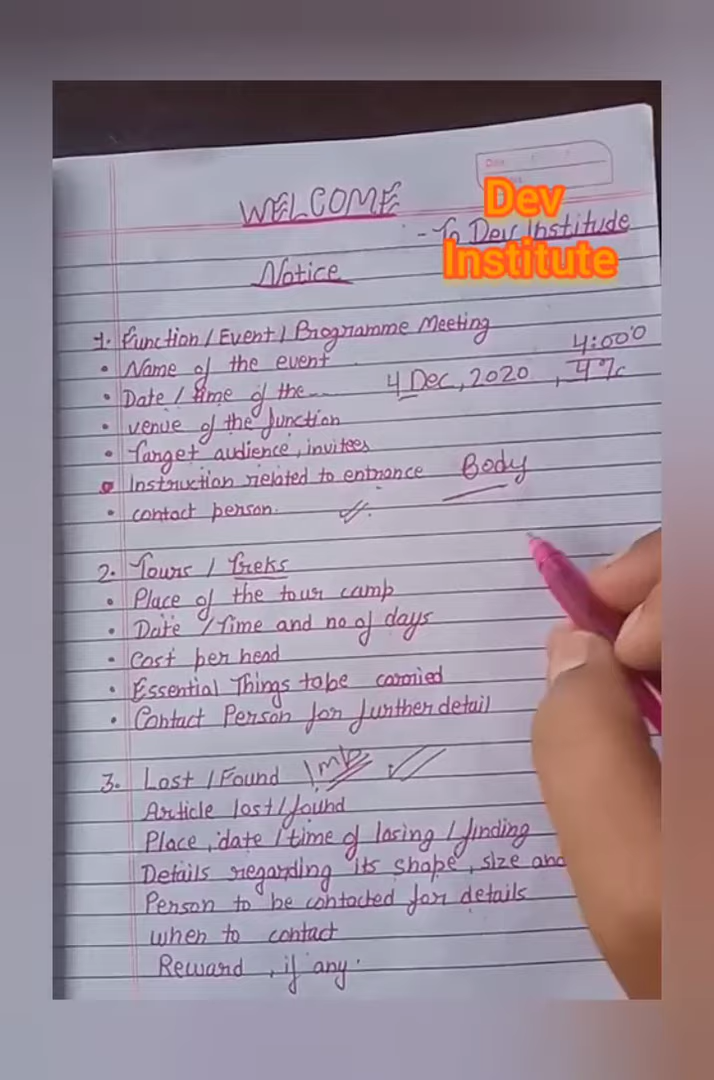 WELCOME
Dev
- To Dev Institude
Institute
Notice
1. Function / Event / Programme Meeting
• Name of the event
4:00
• Date / time of the
4 Dec, 2020 ,
• venue of the function
• Target audience, invitees
• Instruction related to entrance
Body
• contact person.
2. Tours / Treks
• Place of the tour camp
• Date / Time and no of days
• Cost per head
• Essential Things to be carried
• Contact Person for further detail
3. Lost / Found Imp
Article lost / found
Place, date / time of losing / finding
Details regarding its shape, size and
Person to be contacted for details
when to contact
Reward, if any.